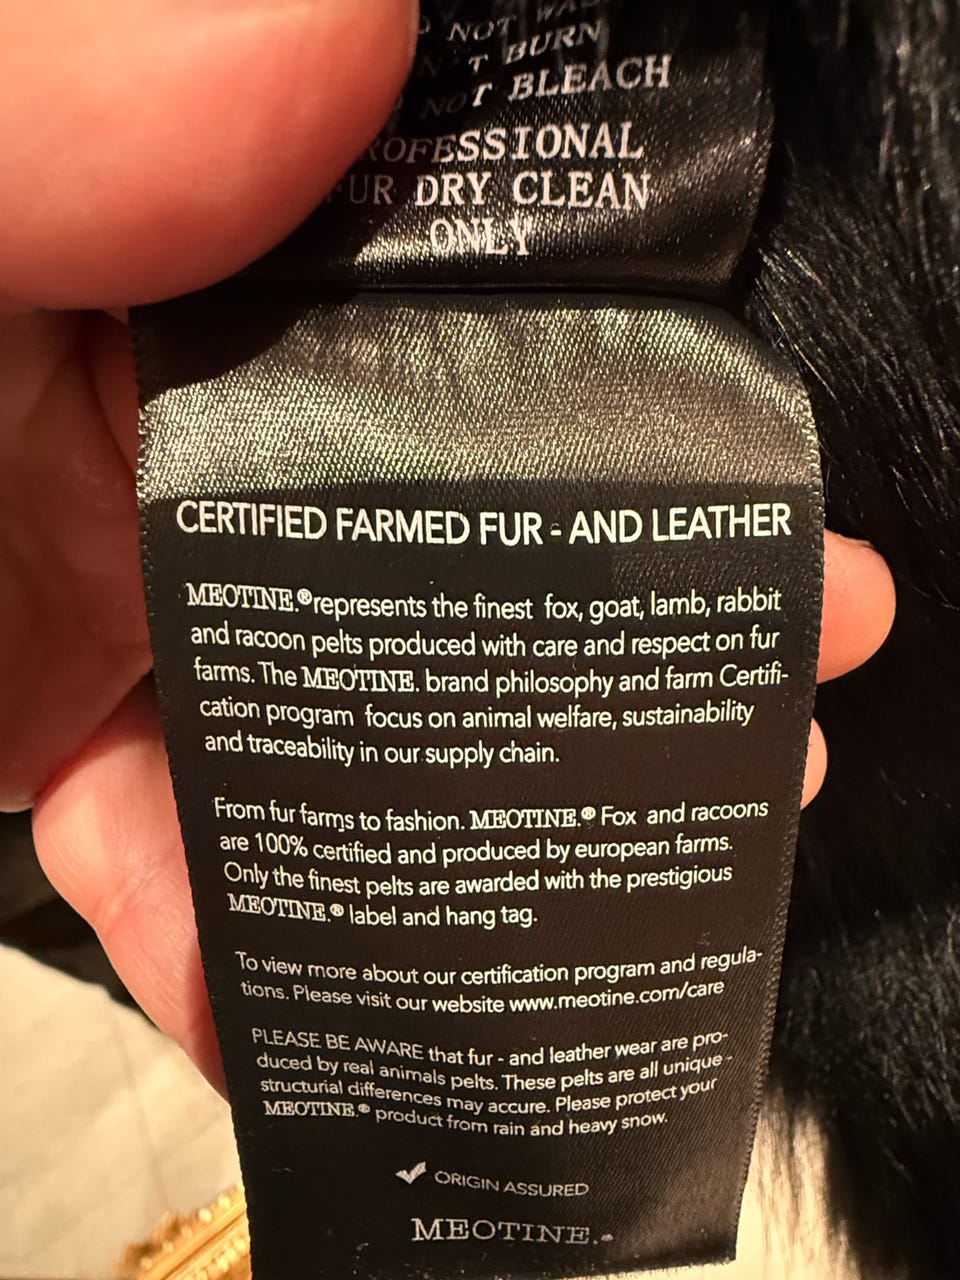 NOT WAS
T BURN
NOT BLEACH
ROFESSIONAL
FUR DRY CLEAN
ONLY
CERTIFIED FARMED FUR - AND LEATHER
MEOTINE.® represents the finest fox, goat, lamb, rabbit
and racoon pelts produced with care and respect on fur
farms. The MEOTINE. brand philosophy and farm Certifi-
cation program focus on animal welfare, sustainability
and traceability in our supply chain.
From fur farms to fashion. MEOTINE.® Fox and racoons
are 100% certified and produced by european farms.
Only the finest pelts are awarded with the prestigious
MEOTINE.® label and hang tag.
To view more about our certification program and regula-
tions. Please visit our website www.meotine.com/care
PLEASE BE AWARE that fur - and leather wear are pro-
duced by real animals pelts. These pelts are all unique -
structurial differences may accure. Please protect your
MEOTINE.® product from rain and heavy snow.
ORIGIN ASSURED
MEOTINE.